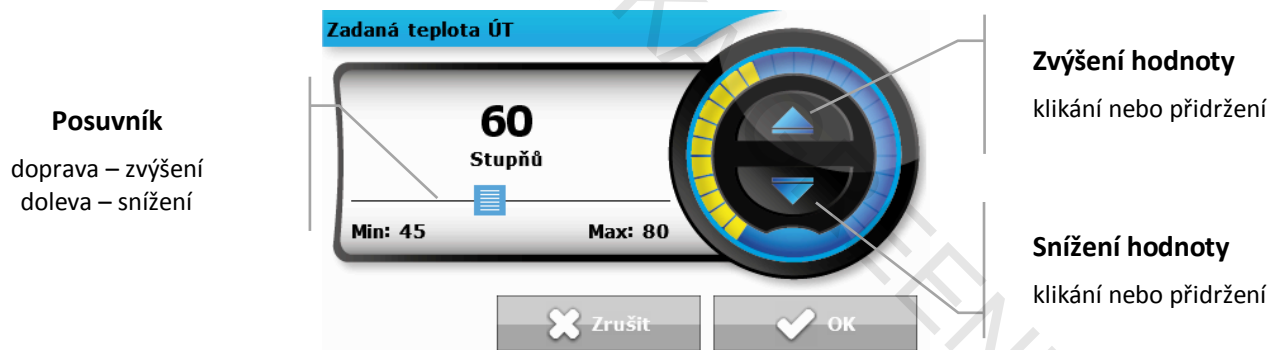 Zadaná teplota ÚT
Posuvník
doprava – zvýšení
doleva – snížení
60
Stupňů
Min: 45
Max: 80
Zvýšení hodnoty
klikání nebo přidržení
Snížení hodnoty
klikání nebo přidržení
Zrušit
OK